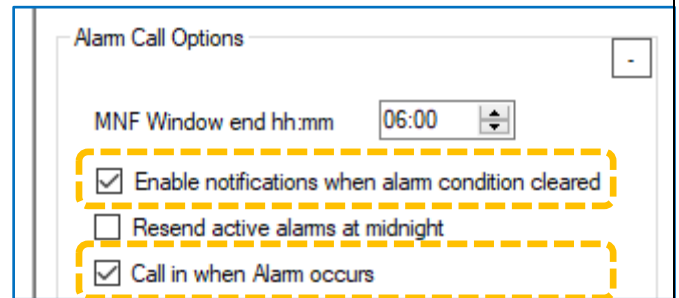 Alarm Call Options
-
MNF Window end hh:mm 06:00
Enable notifications when alarm condition cleared
Resend active alarms at midnight
Call in when Alarm occurs